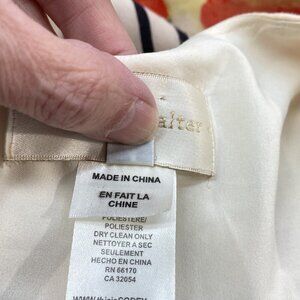 alter
MADE IN CHINA
EN FAIT LA
CHINE
POLIESTERE/
POLIESTER
DRY CLEAN ONLY
NETTOYER A SEC
SEULEMENT
HECHO EN CHINA
RN 66170
CA 32054